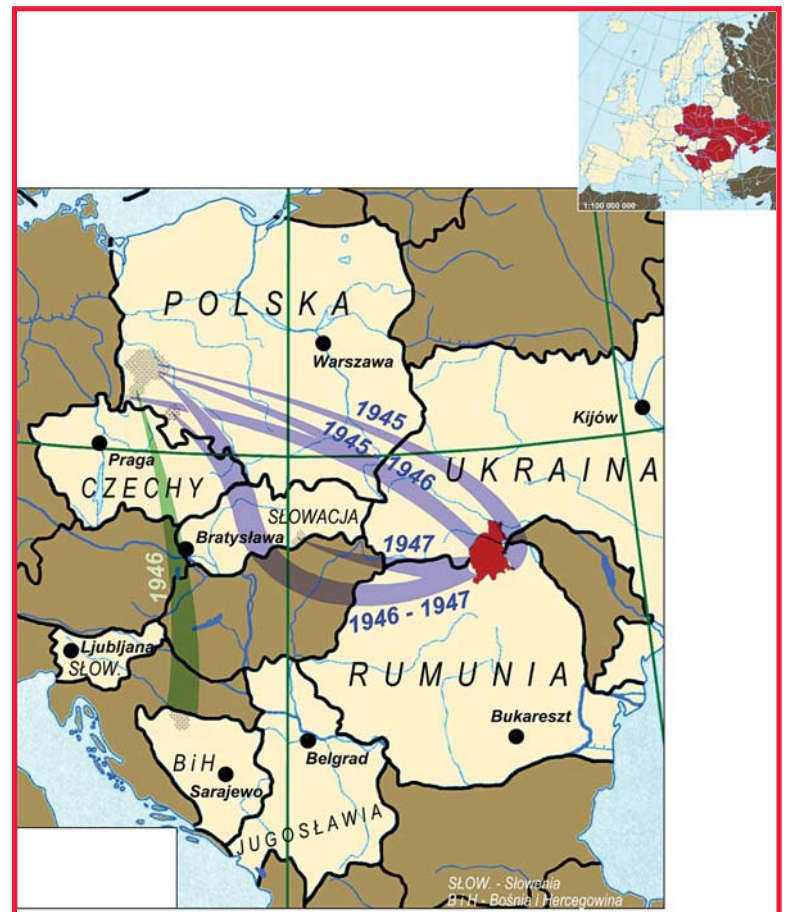 1:100 000 000
POLSKA
Warszawa
1945
Kijów
1945 - 1946
Praga
UKRAINA
CZECHY
SŁOWACJA
Bratysława
1947
1946
1946 - 1947
Ljubljana
SŁOW.
RUMUNIA
Bukareszt
BiH
Belgrad
Sarajewo
JUGOSŁAWIA
SŁOW. - Słowenia
BiH - Bośnia i Hercegowina